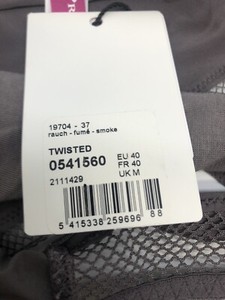 19704 - 37
rauch - fumé - smoke
TWISTED
0541560
EU 40
FR 40
2111429
UK M
5 415338 259696 88